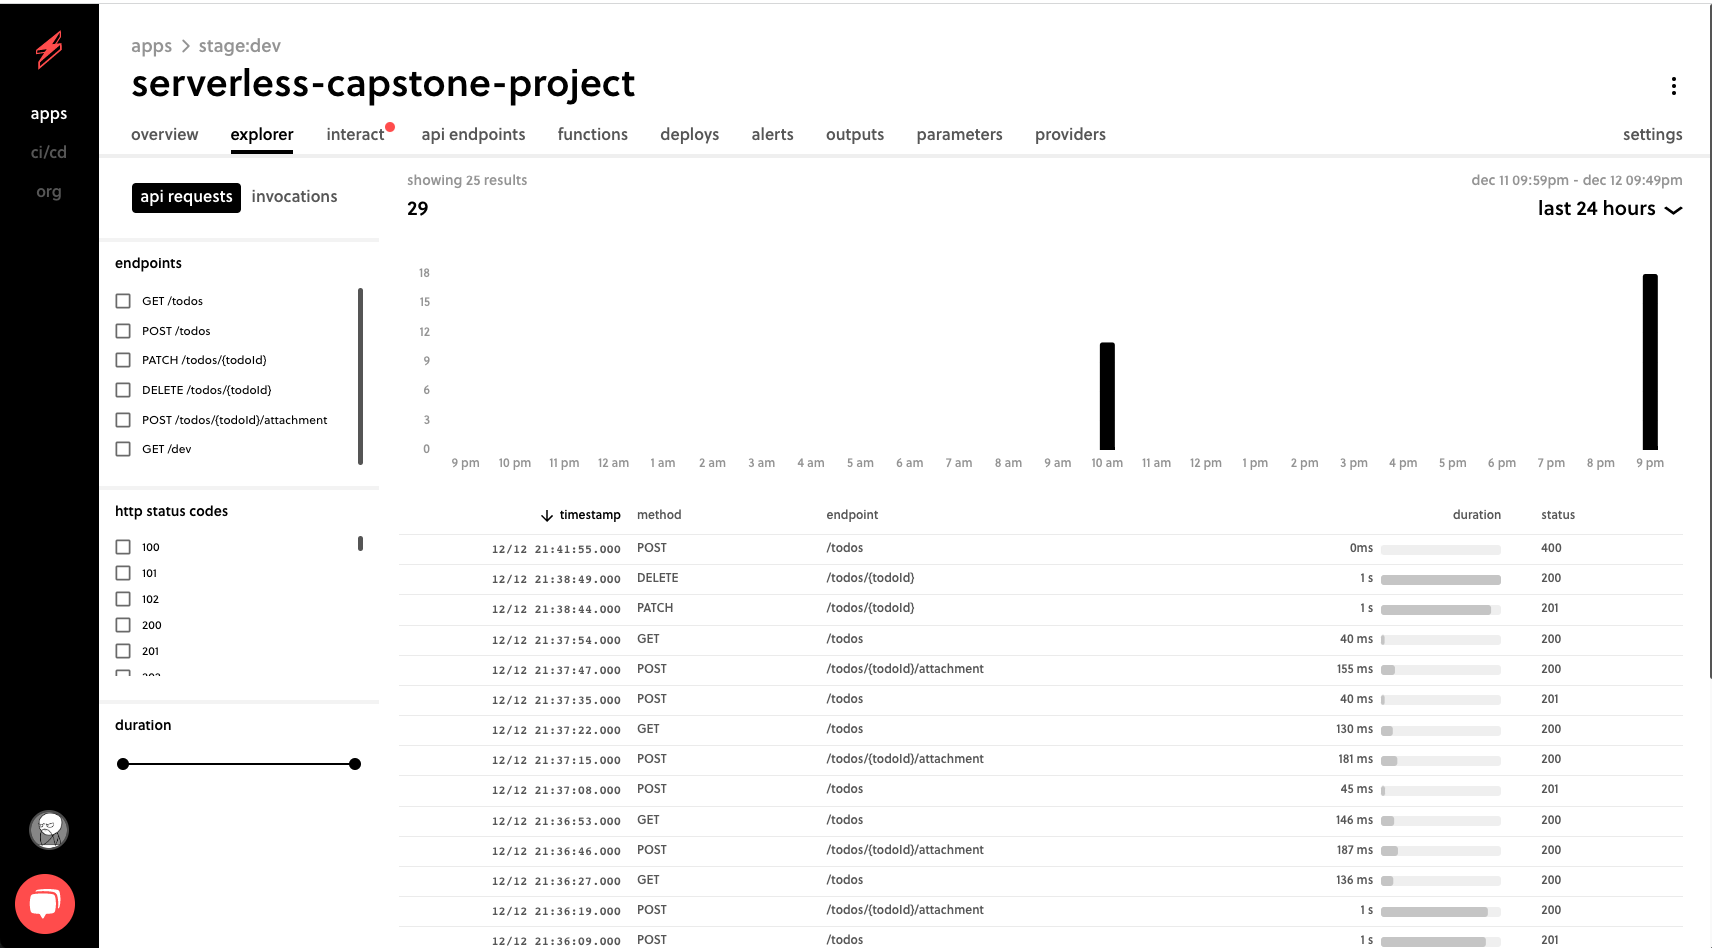 apps > stage:dev
serverless-capstone-project
apps
ci/cd
org
overview explorer interact api endpoints functions deploys alerts outputs parameters providers settings
api requests invocations
endpoints
GET /todos
POST /todos
PATCH /todos/{todoId}
DELETE /todos/{todoId}
POST /todos/{todoId}/attachment
GET /dev
http status codes
100
101
102
200
201
duration
showing 25 results
29
dec 11 09:59pm - dec 12 09:49pm
last 24 hours
18
15
12
9
6
3
0
9 pm 10 pm 11 pm 12 am 1 am 2 am 3 am 4 am 5 am 6 am 7 am 8 am 9 am 10 am 11 am 12 pm 1 pm 2 pm 3 pm 4 pm 5 pm 6 pm 7 pm 8 pm 9 pm
timestamp method endpoint duration status
12/12 21:41:55.000 POST /todos 0ms 400
12/12 21:38:49.000 DELETE /todos/{todoId} 1 s 200
12/12 21:38:44.000 PATCH /todos/{todoId} 1 s 201
12/12 21:37:54.000 GET /todos 40 ms 200
12/12 21:37:47.000 POST /todos/{todoId}/attachment 155 ms 200
12/12 21:37:35.000 POST /todos 40 ms 201
12/12 21:37:22.000 GET /todos 130 ms 200
12/12 21:37:15.000 POST /todos/{todoId}/attachment 181 ms 200
12/12 21:37:08.000 POST /todos 45 ms 201
12/12 21:36:53.000 GET /todos 146 ms 200
12/12 21:36:46.000 POST /todos/{todoId}/attachment 187 ms 200
12/12 21:36:27.000 GET /todos 136 ms 200
12/12 21:36:19.000 POST /todos/{todoId}/attachment 1 s 200
12/12 21:36:09.000 POST /todos 1 s 201